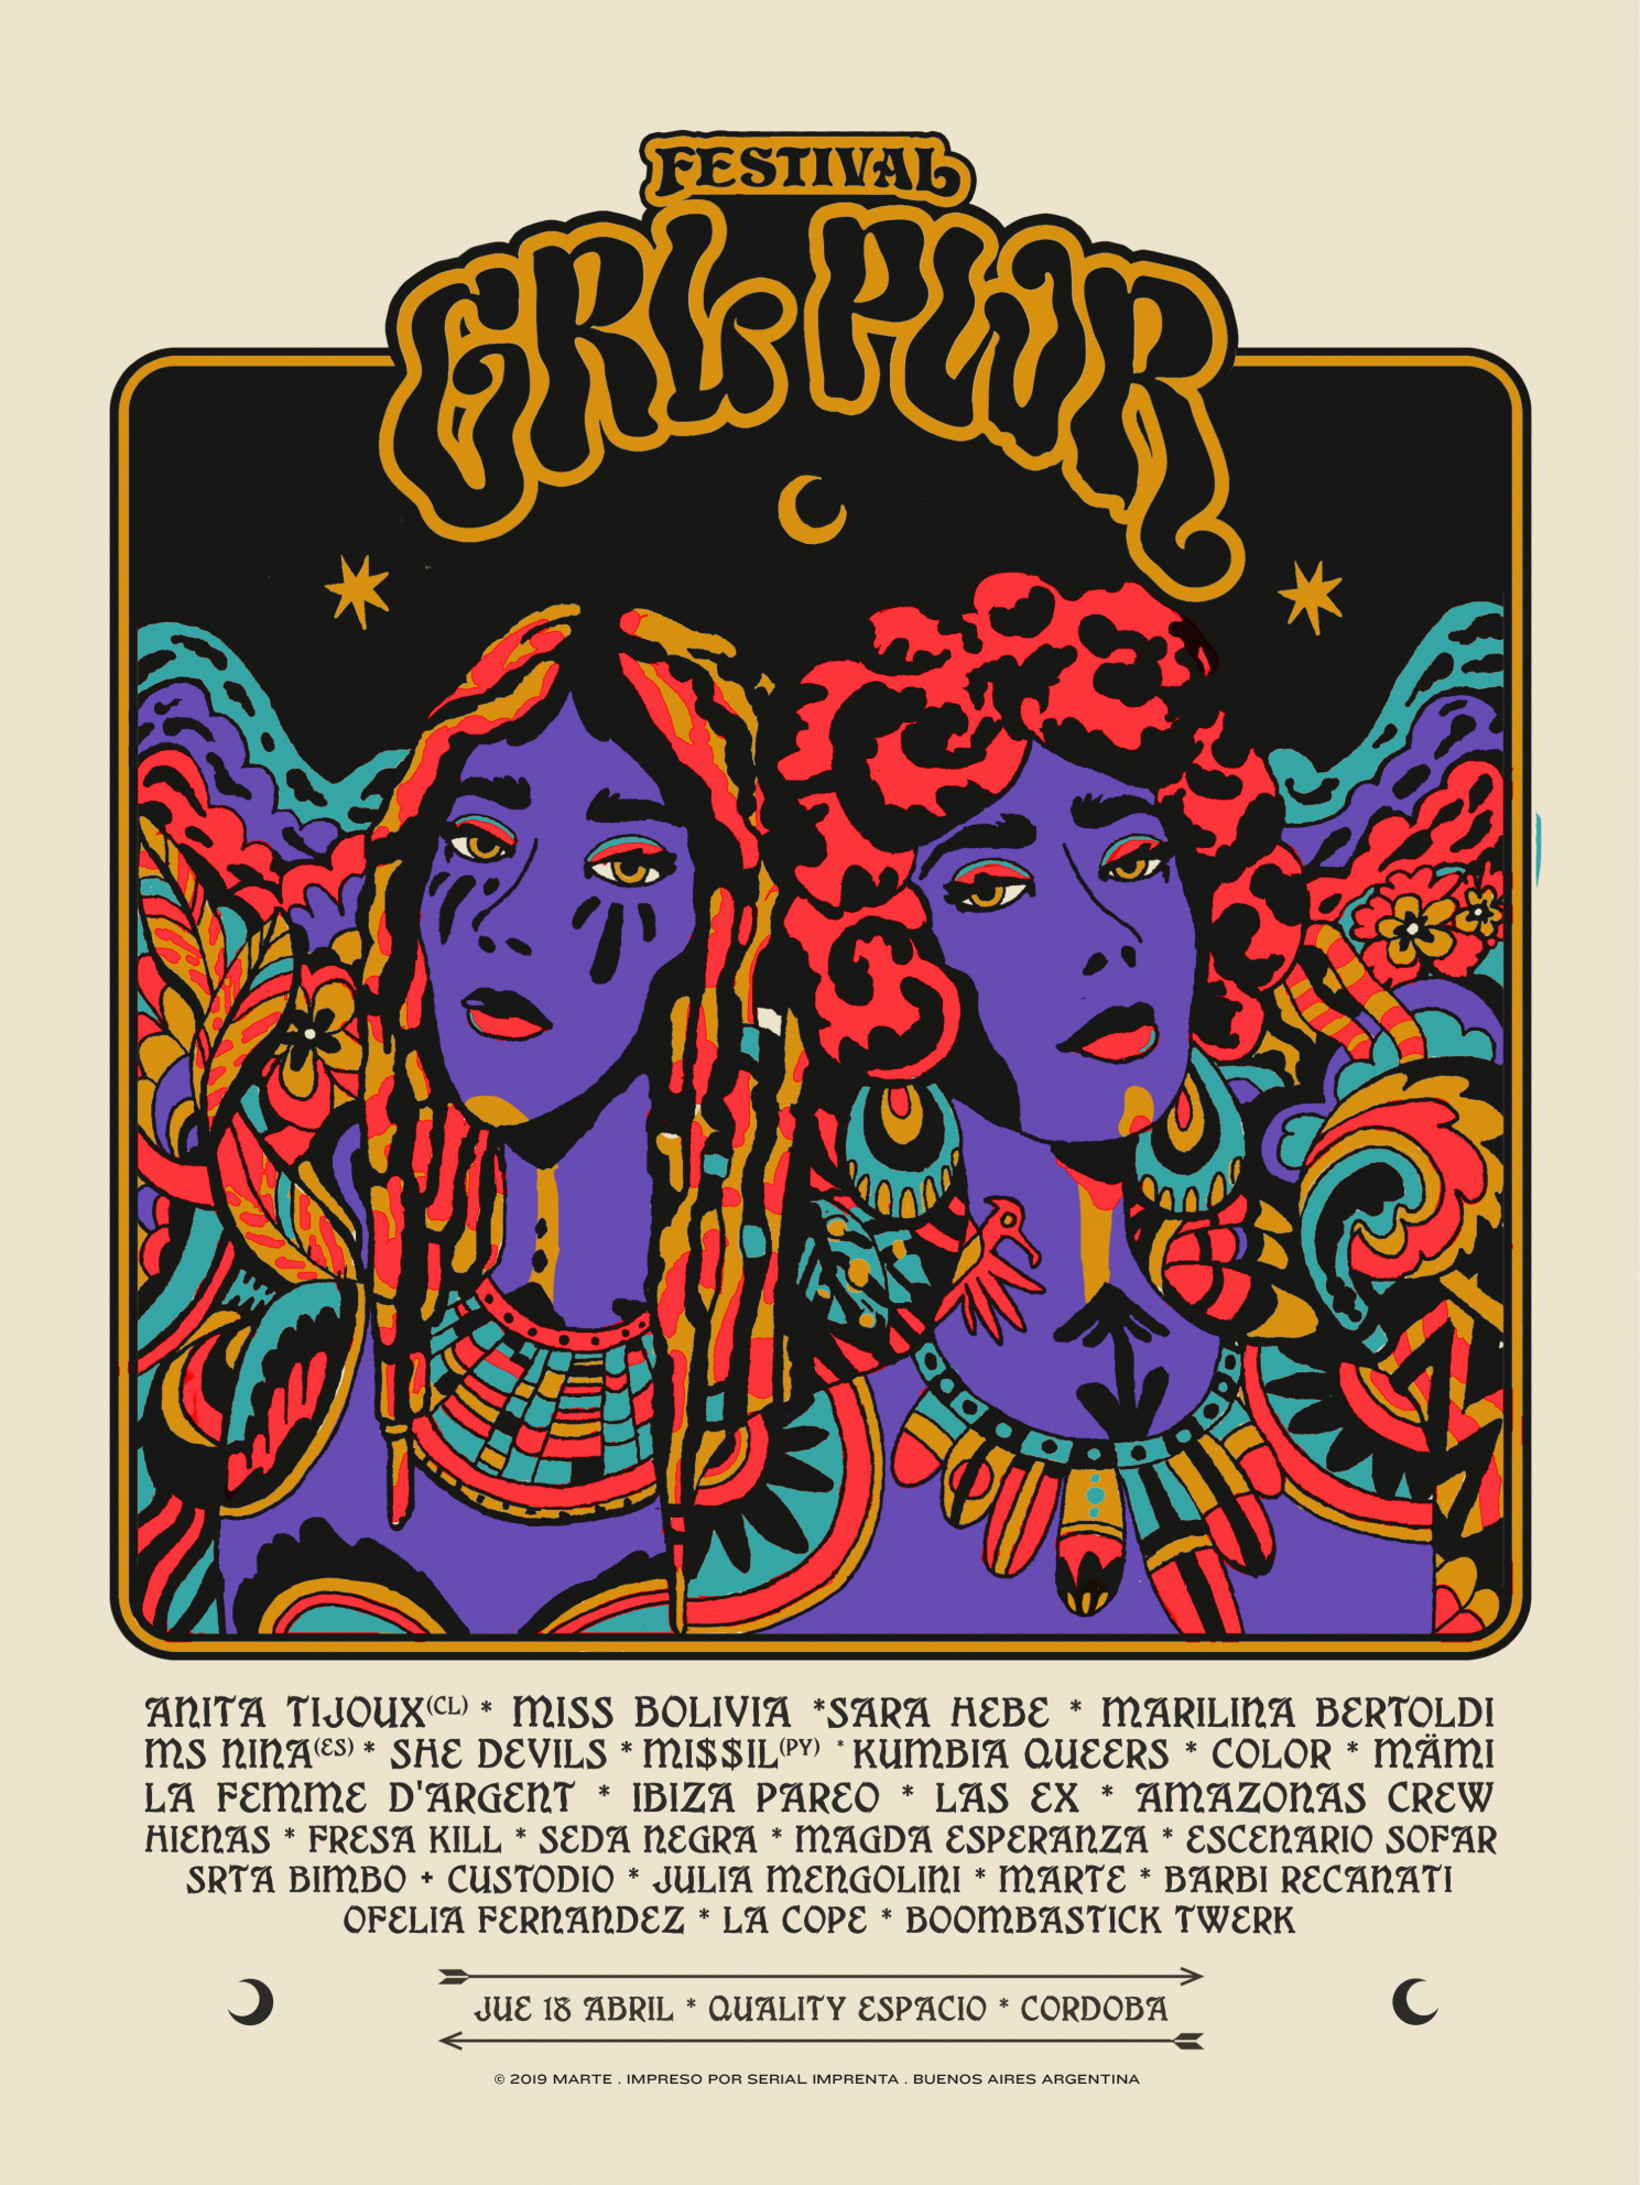 FESTIVAL
GRL PWR
ANITA TIJOUX(CL) * MISS BOLIVIA *SARA HEBE * MARILINA BERTOLDI
MS NINA(ES) * SHE DEVILS * MI$$IL(PY) * KUMBIA QUEERS * COLOR * MÄMI
LA FEMME D'ARGENT * IBIZA PAREO * LAS EX * AMAZONAS CREW
HIENAS * FRESA KILL * SEDA NEGRA * MAGDA ESPERANZA * ESCENARIO SOFAR
SRTA BIMBO + CUSTODIO * JULIA MENGOLINI * MARTE * BARBI RECANATI
OFELIA FERNANDEZ * LA COPE * BOOMBASTICK TWERK
JUE 18 ABRIL * QUALITY ESPACIO * CORDOBA
© 2019 MARTE . IMPRESO POR SERIAL IMPRENTA . BUENOS AIRES ARGENTINA